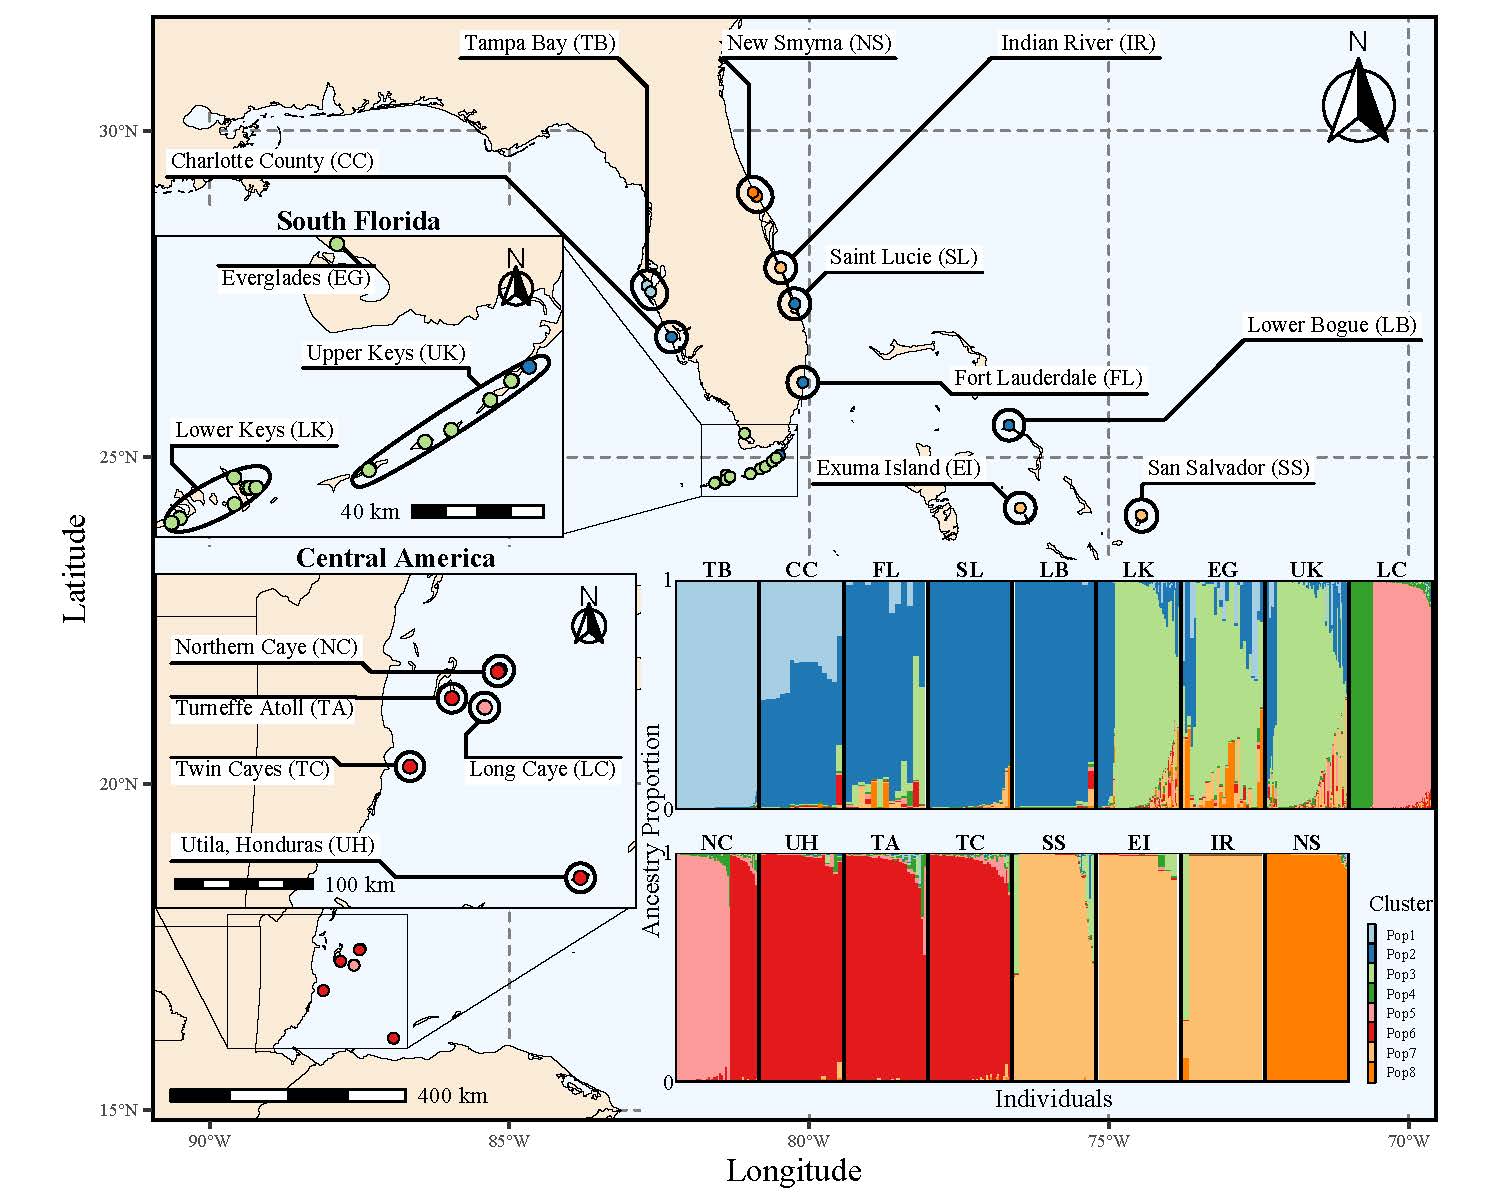 Tampa Bay (TB)
New Smyrna (NS)
Indian River (IR)
N
30°N
Charlotte County (CC)
South Florida
Everglades (EG)
N
Saint Lucie (SL)
Upper Keys (UK)
Lower Bogue (LB)
Fort Lauderdale (FL)
Lower Keys (LK)
25°N
Exuma Island (EI)
San Salvador (SS)
40 km
Central America
TB CC FL SL LB LK EG UK LC
1
N
Northern Caye (NC)
Turneffe Atoll (TA)
Twin Cayes (TC)
Long Caye (LC)
20°N
0
Utila, Honduras (UH)
100 km
NC UH TA TC SS EI IR NS
1
Ancestry Proportion
Cluster
Pop1
Pop2
Pop3
Pop4
Pop5
Pop6
Pop7
Pop8
0
Individuals
400 km
15°N
90°W
85°W
80°W
75°W
70°W
Latitude
Longitude